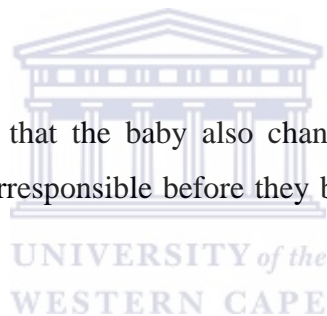 that the baby also chan
rresponsible before they b
UNIVERSITY of the
WESTERN CAPE